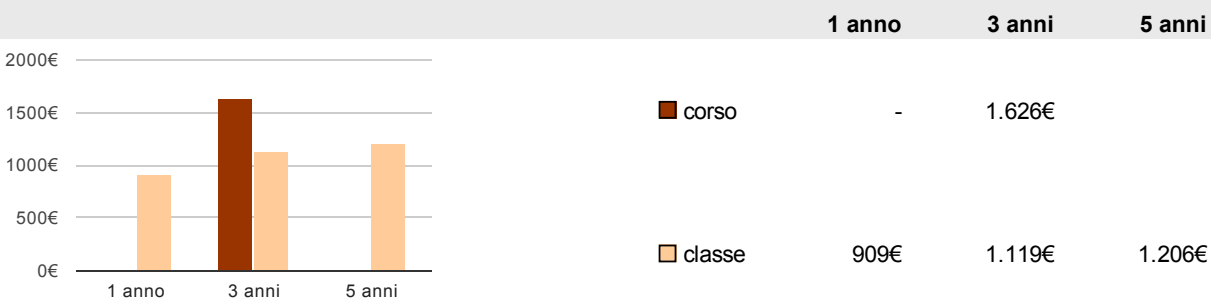 1 anno 3 anni 5 anni
2000€
1500€
1000€
500€
0€
1 anno 3 anni 5 anni
corso - 1.626€
classe 909€ 1.119€ 1.206€